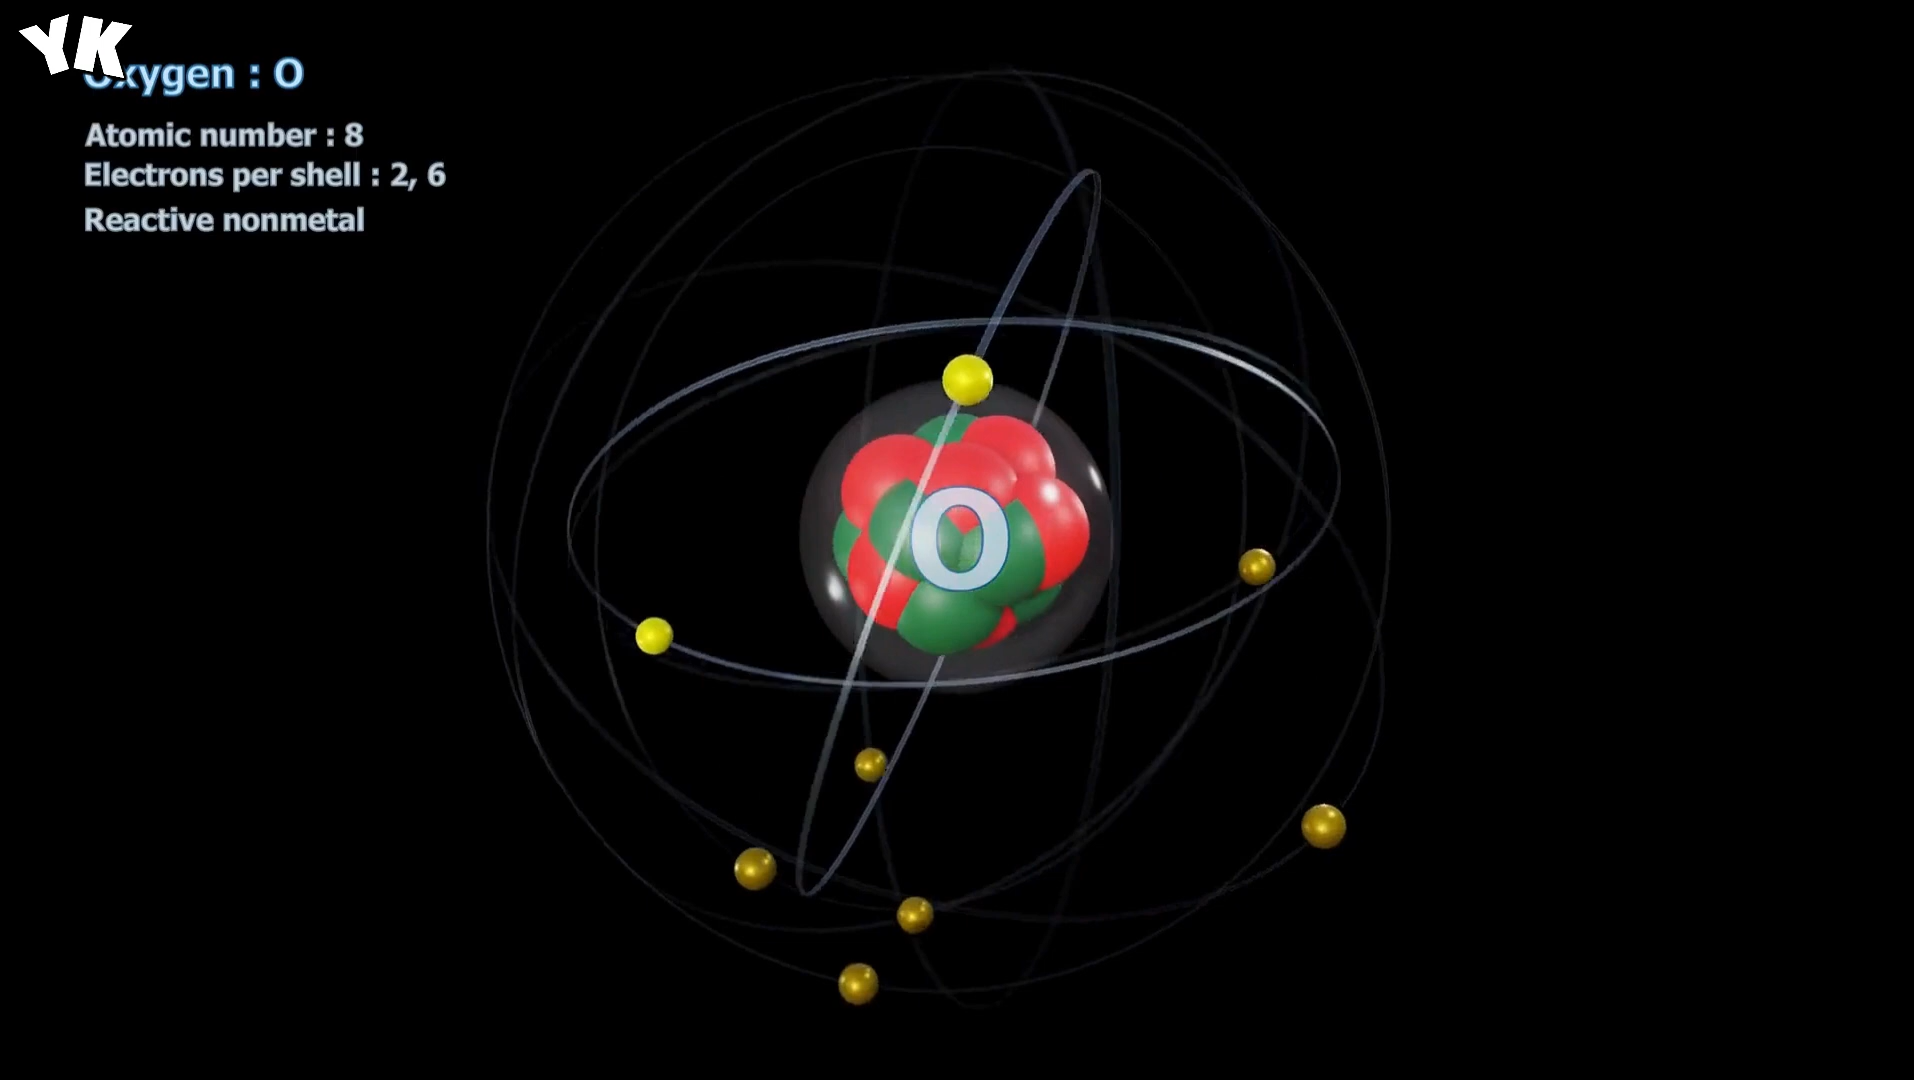 YK
Oxygen : O
Atomic number : 8
Electrons per shell : 2, 6
Reactive nonmetal
O